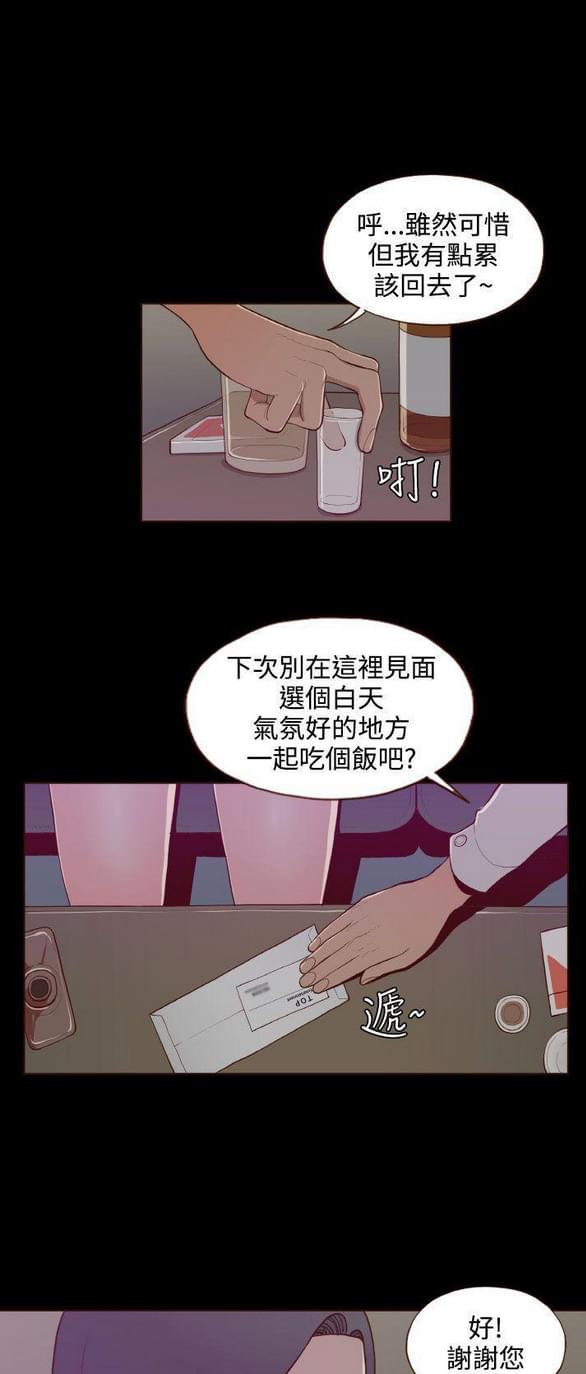 呼...雖然可惜
但我有點累
該回去了~
咑!
下次別在這裡見面
選個白天
氣氛好的地方
一起吃個飯吧?
TOP
遞~
好!
謝謝您